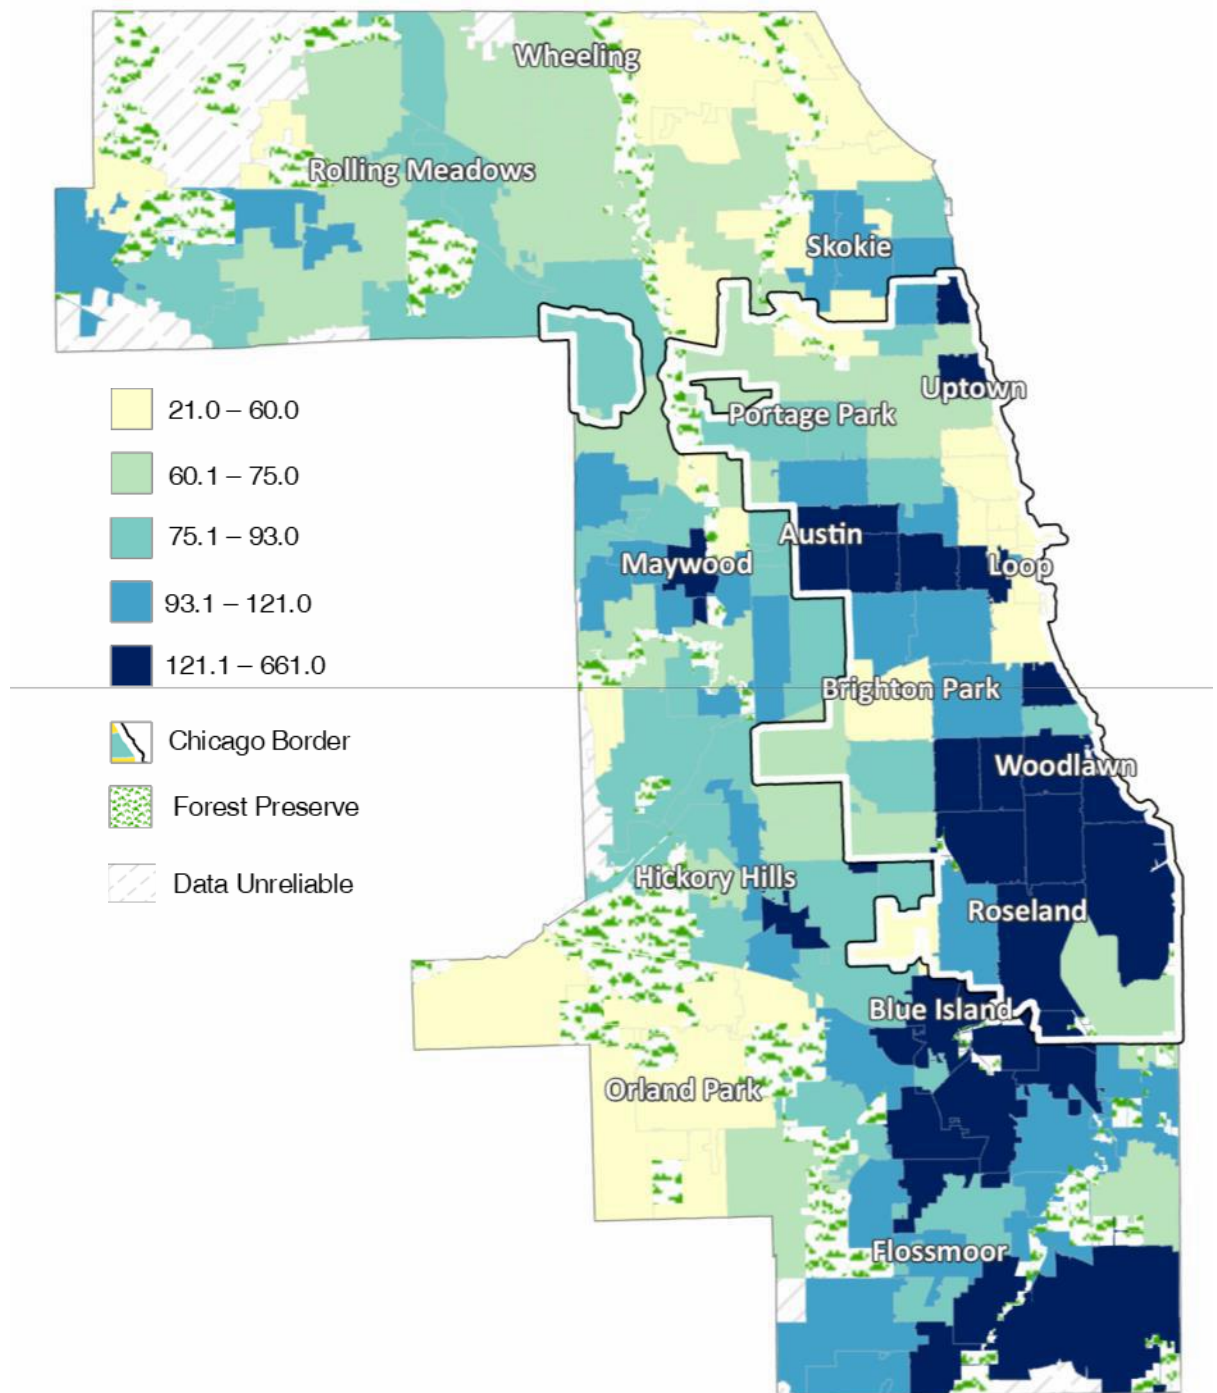 Wheeling
Rolling Meadows
Skokie
Uptown
21.0 – 60.0
Portage Park
60.1 – 75.0
75.1 – 93.0
Austin
Maywood
Loop
93.1 – 121.0
121.1 – 661.0
Brighton Park
Chicago Border
Woodlawn
Forest Preserve
Hickory Hills
Data Unreliable
Roseland
Blue Island
Orland Park
Flossmoor